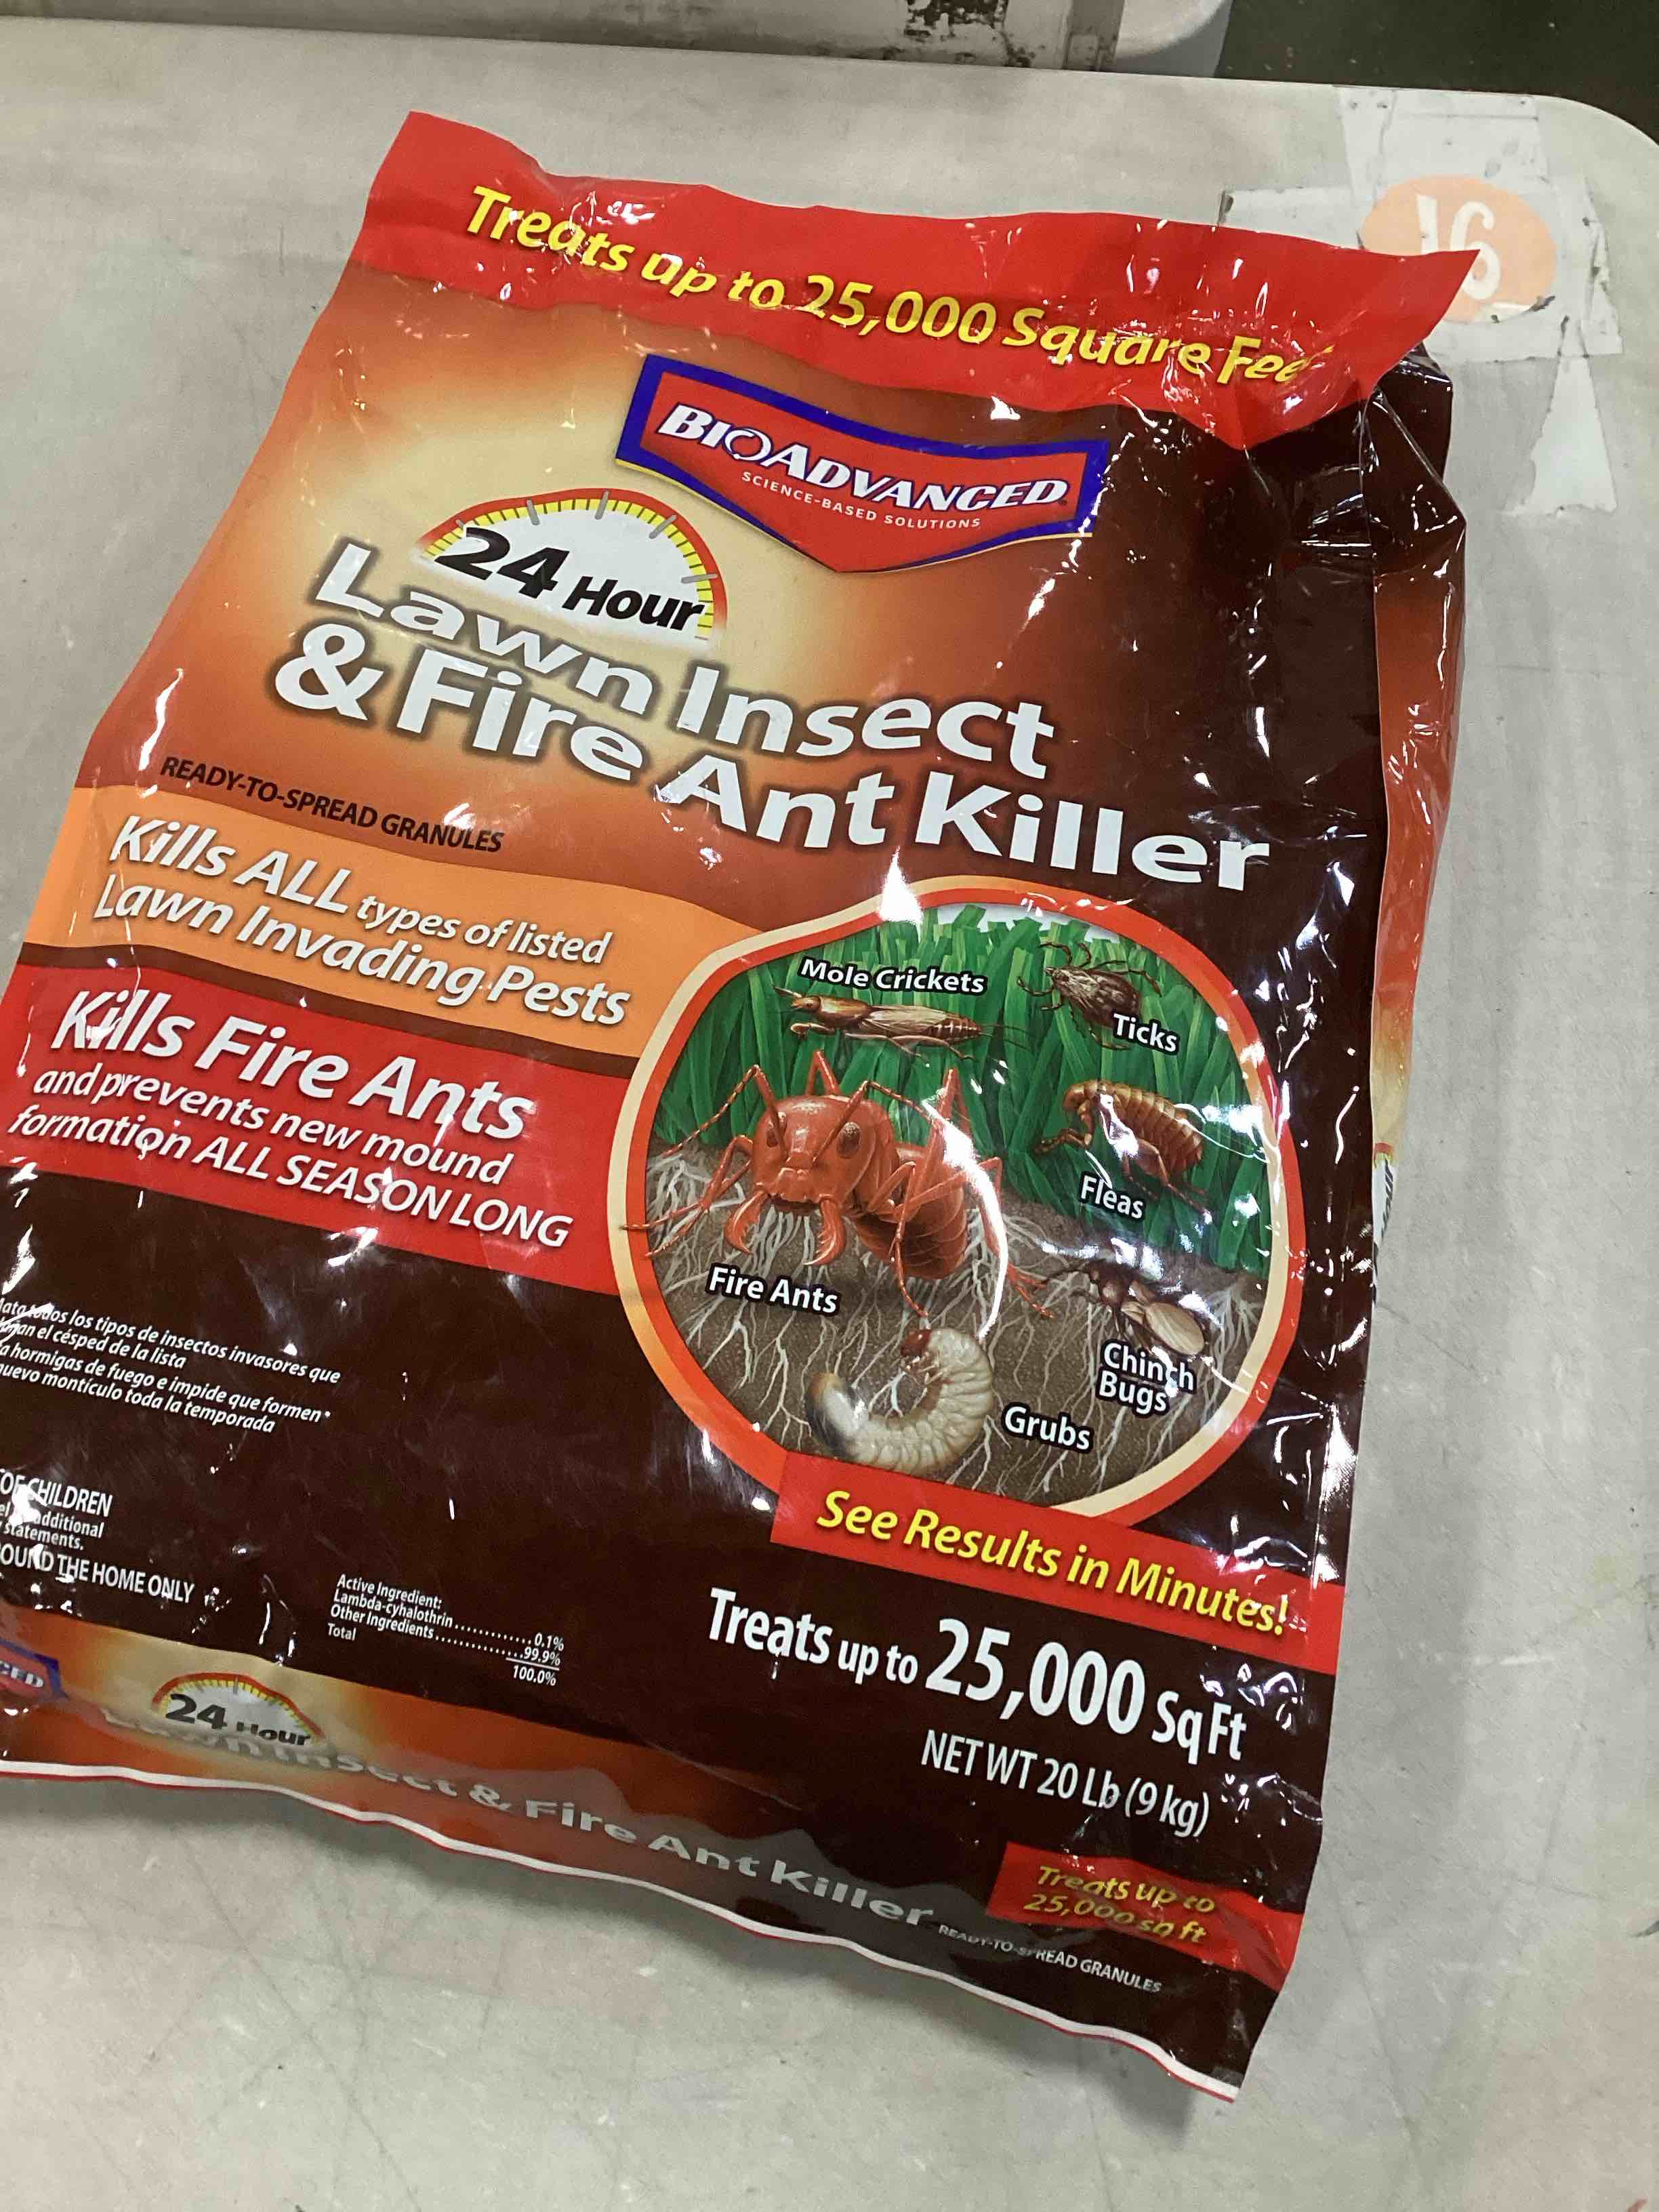 Treats up to 25,000 Square Fee
BIOADVANCED
SCIENCE-BASED SOLUTIONS
24 Hour
Lawn Insect
& Fire Ant Killer
READY-TO-SPREAD GRANULES
Kills ALL types of listed
Lawn Invading Pests
Kills Fire Ants
and prevents new mound
formation ALL SEASON LONG
Mole Crickets
Ticks
Fleas
Fire Ants
Chinch
Bugs
Grubs
See Results in Minutes!
todos los tipos de insectos invasores que
el césped de la lista
a hormigas de fuego e impide que formen
uevo montículo toda la temporada
OF CHILDREN
additional
statements.
OUND THE HOME ONLY
Active Ingredient:
Lambda-cyhalothrin.............0.1%
Other Ingredients...............99.9%
Total 100.0%
Treats up to 25,000 Sq Ft
NET WT 20 Lb (9 kg)
24 Hour
Lawn Insect & Fire Ant Killer
READY-TO-SPREAD GRANULES
Treats up to
25,000 sq ft
16